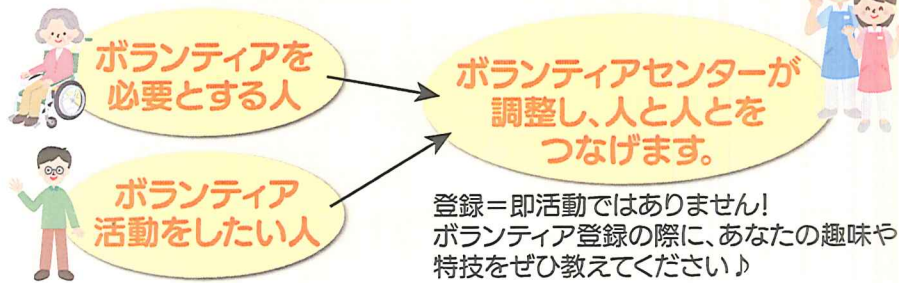 ボランティアを
必要とする人
ボランティア
活動をしたい人
ボランティアセンターが
調整し、人と人とを
つなげます。
登録＝即活動ではありません!
ボランティア登録の際に、あなたの趣味や
特技をぜひ教えてください♪